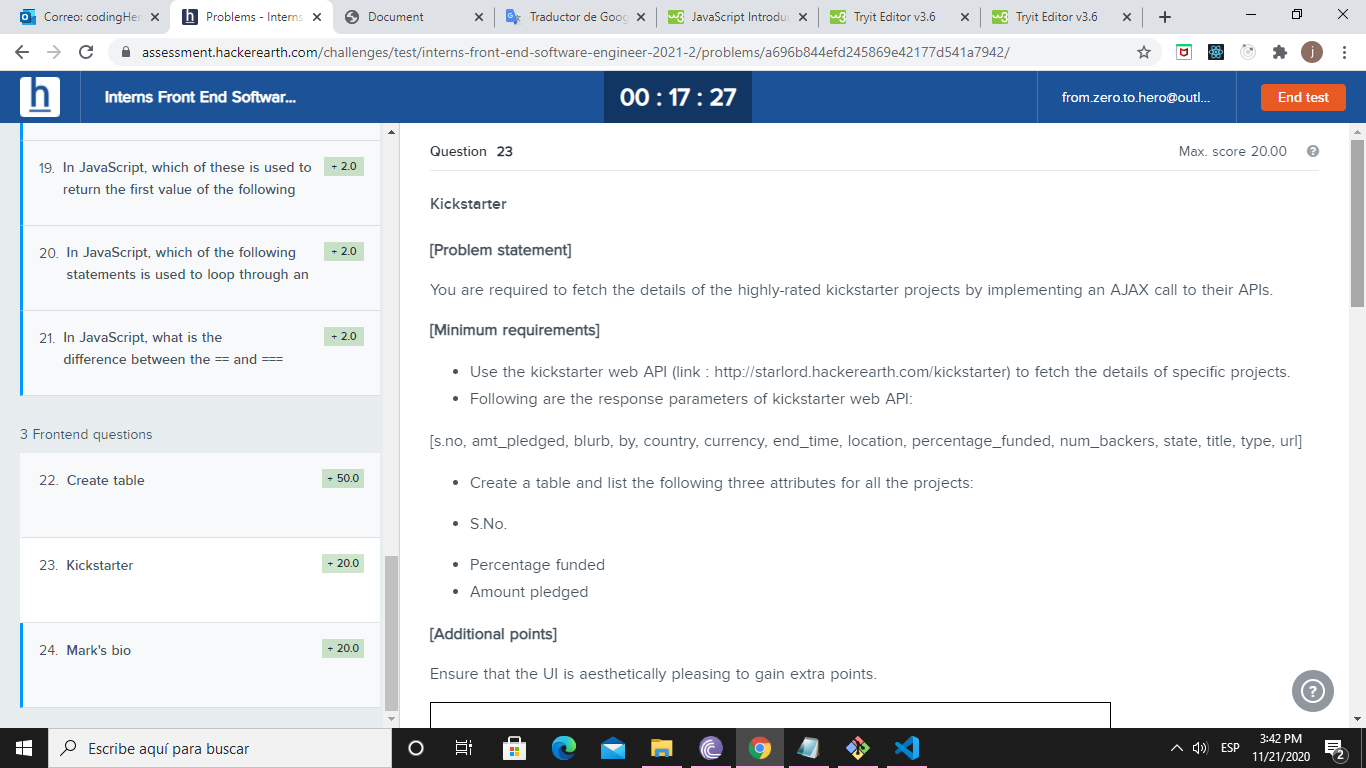 Correo: codingHer
Problems - Interns
Document
Traductor de Goog
JavaScript Introdu
Tryit Editor v3.6
Tryit Editor v3.6
assessment.hackerearth.com/challenges/test/interns-front-end-software-engineer-2021-2/problems/a696b844efd245869e42177d541a7942/
j
h
Interns Front End Softwar...
00 : 17 : 27
from.zero.to.hero@outl...
End test
19. In JavaScript, which of these is used to
return the first value of the following
+ 2.0
20. In JavaScript, which of the following
statements is used to loop through an
+ 2.0
21. In JavaScript, what is the
difference between the == and ===
+ 2.0
3 Frontend questions
22. Create table
+ 50.0
23. Kickstarter
+ 20.0
24. Mark's bio
+ 20.0
Question 23
Max. score 20.00
?
Kickstarter
[Problem statement]
You are required to fetch the details of the highly-rated kickstarter projects by implementing an AJAX call to their APIs.
[Minimum requirements]
• Use the kickstarter web API (link : http://starlord.hackerearth.com/kickstarter) to fetch the details of specific projects.
• Following are the response parameters of kickstarter web API:
[s.no, amt_pledged, blurb, by, country, currency, end_time, location, percentage_funded, num_backers, state, title, type, url]
• Create a table and list the following three attributes for all the projects:
• S.No.
• Percentage funded
• Amount pledged
[Additional points]
Ensure that the UI is aesthetically pleasing to gain extra points.
?
Escribe aquí para buscar
ESP
3:42 PM
11/21/2020
2